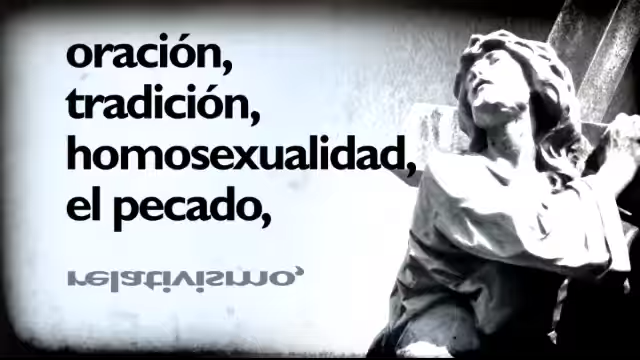 oración,
tradición,
homosexualidad,
el pecado,
relativismo,